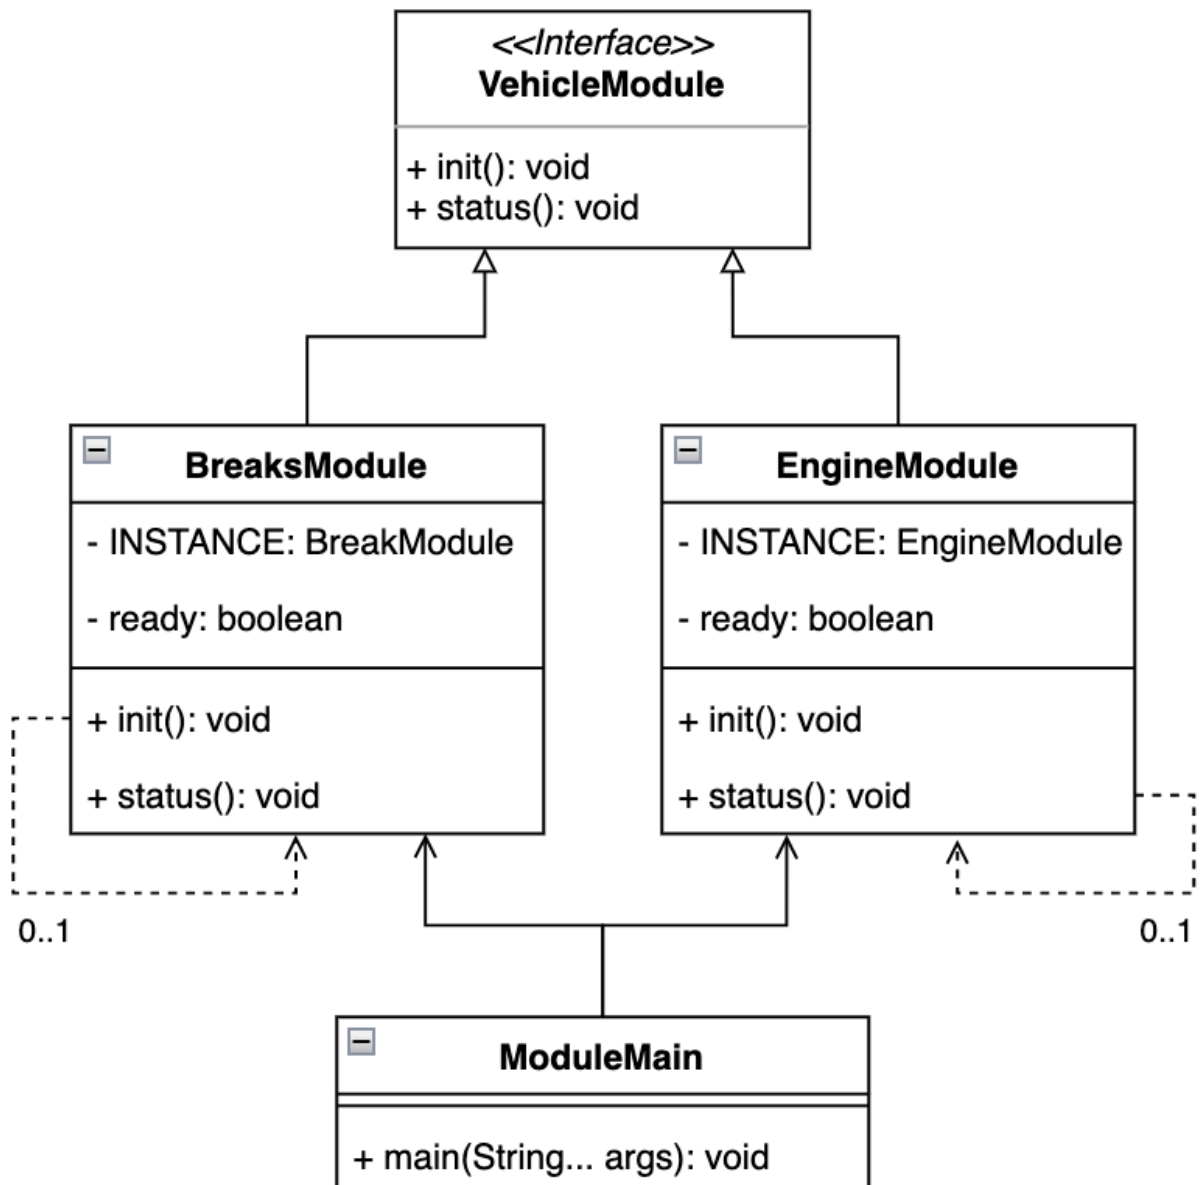 <<Interface>>
VehicleModule
+ init(): void
+ status(): void
BreaksModule
- INSTANCE: BreakModule
- ready: boolean
+ init(): void
+ status(): void
0..1
EngineModule
- INSTANCE: EngineModule
- ready: boolean
+ init(): void
+ status(): void
0..1
ModuleMain
+ main(String... args): void